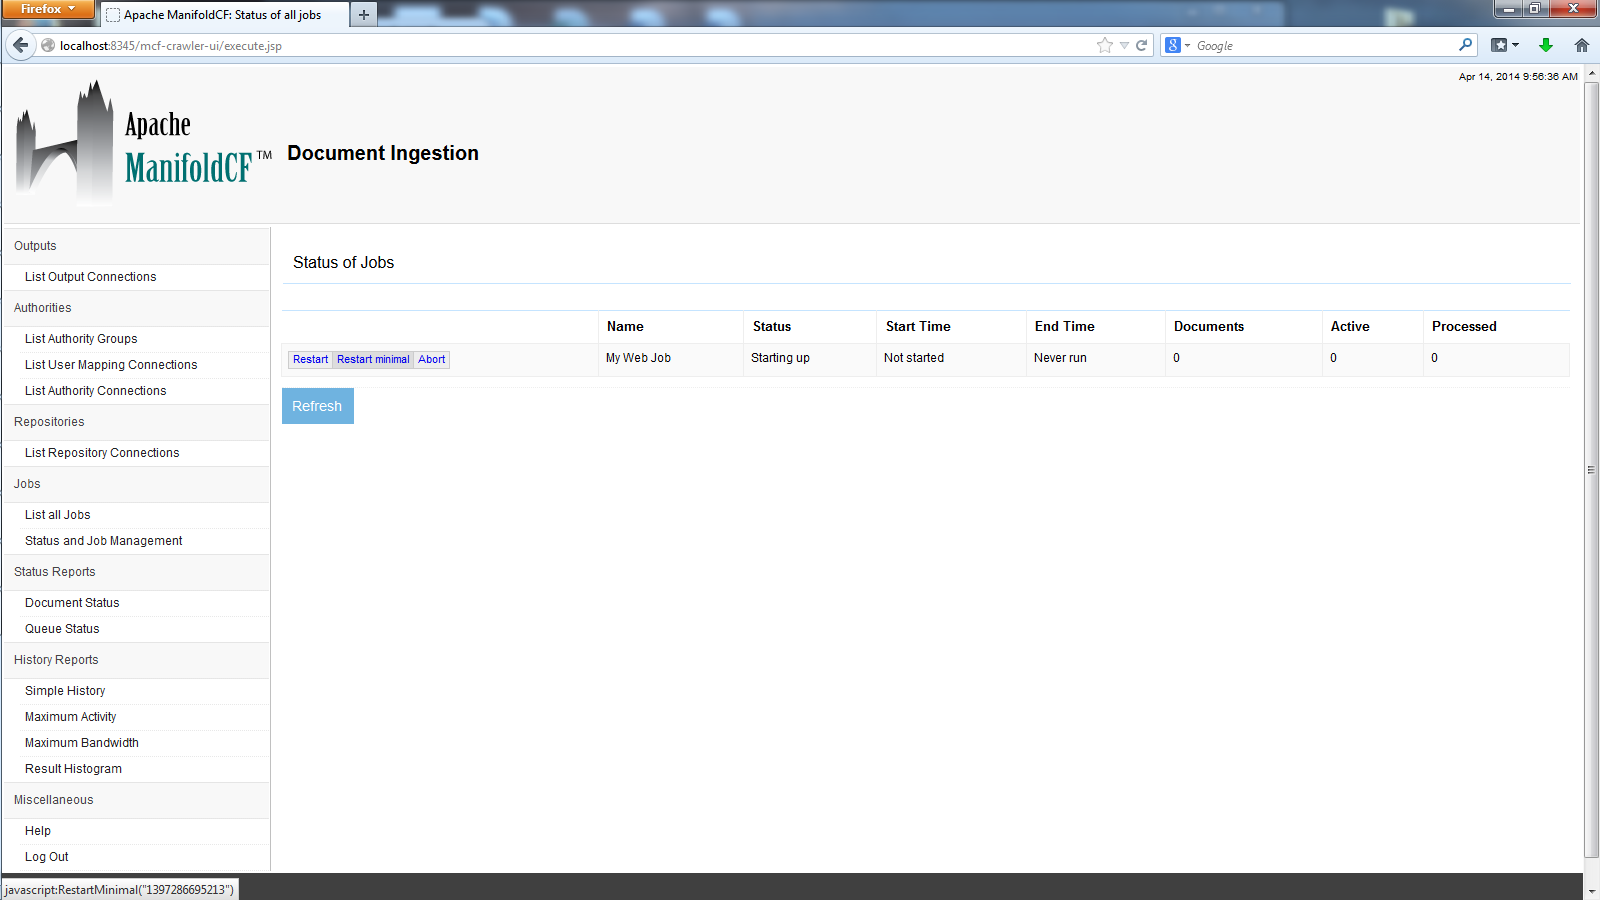 Firefox
Apache ManifoldCF: Status of all jobs
localhost:8345/mcf-crawler-ui/execute.jsp
8
Google
Apr 14, 2014 9:56:36 AM
Apache
ManifoldCF™
Document Ingestion
Outputs
List Output Connections
Authorities
List Authority Groups
List User Mapping Connections
List Authority Connections
Repositories
List Repository Connections
Jobs
List all Jobs
Status and Job Management
Status Reports
Document Status
Queue Status
History Reports
Simple History
Maximum Activity
Maximum Bandwidth
Result Histogram
Miscellaneous
Help
Log Out
Status of Jobs
Name Status Start Time End Time Documents Active Processed
Restart Restart minimal Abort My Web Job Starting up Not started Never run 0 0 0
Refresh
javascript:RestartMinimal("1397286695213")